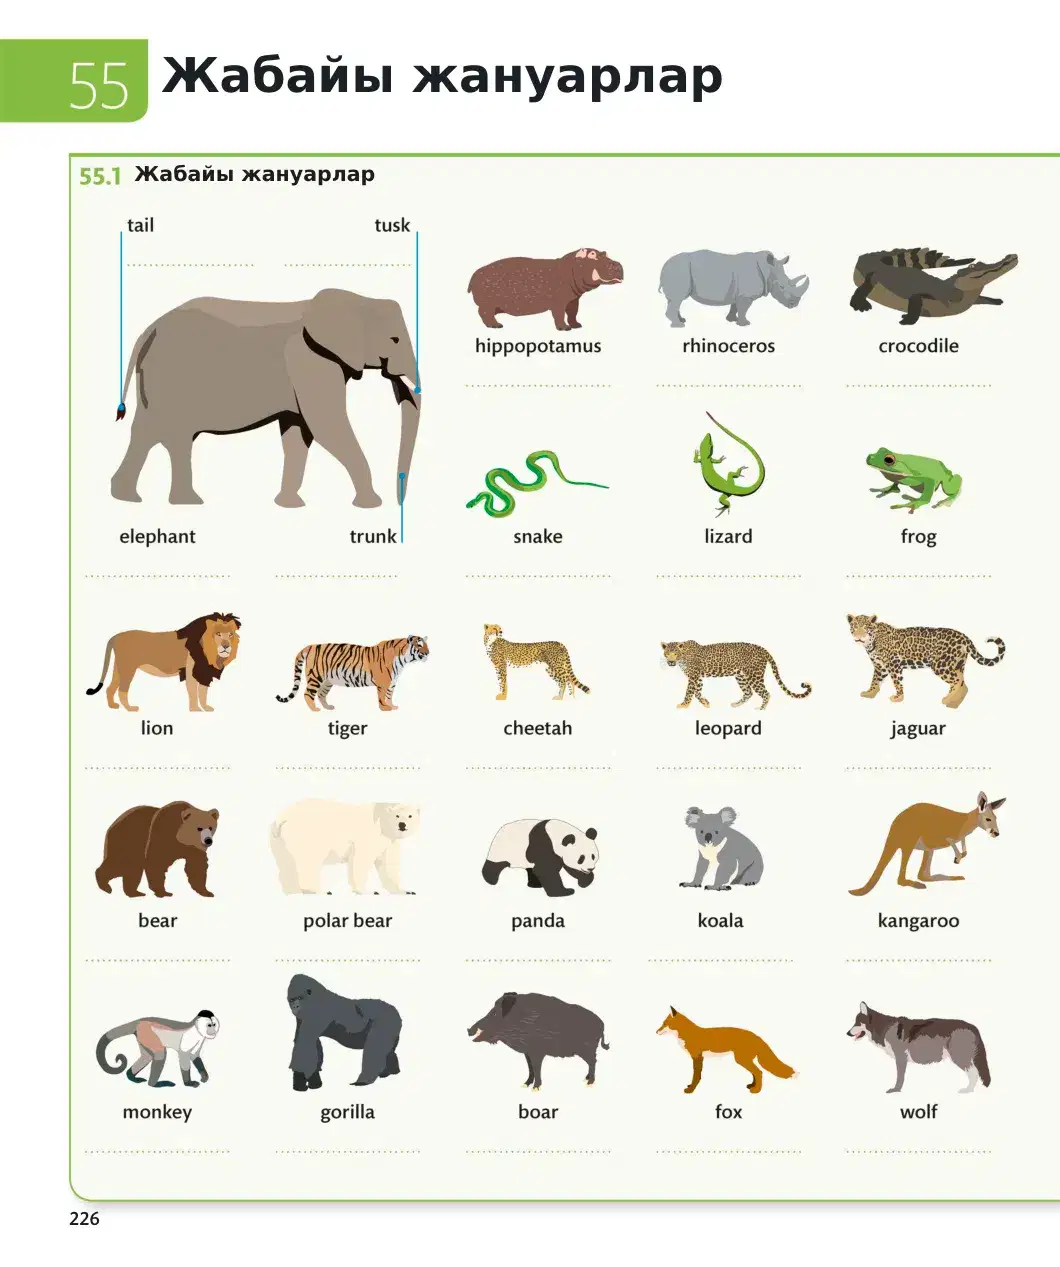 55 Жабайы жануарлар
55.1 Жабайы жануарлар
tail tusk
hippopotamus rhinoceros crocodile
elephant trunk snake lizard frog
lion tiger cheetah leopard jaguar
bear polar bear panda koala kangaroo
monkey gorilla boar fox wolf
226